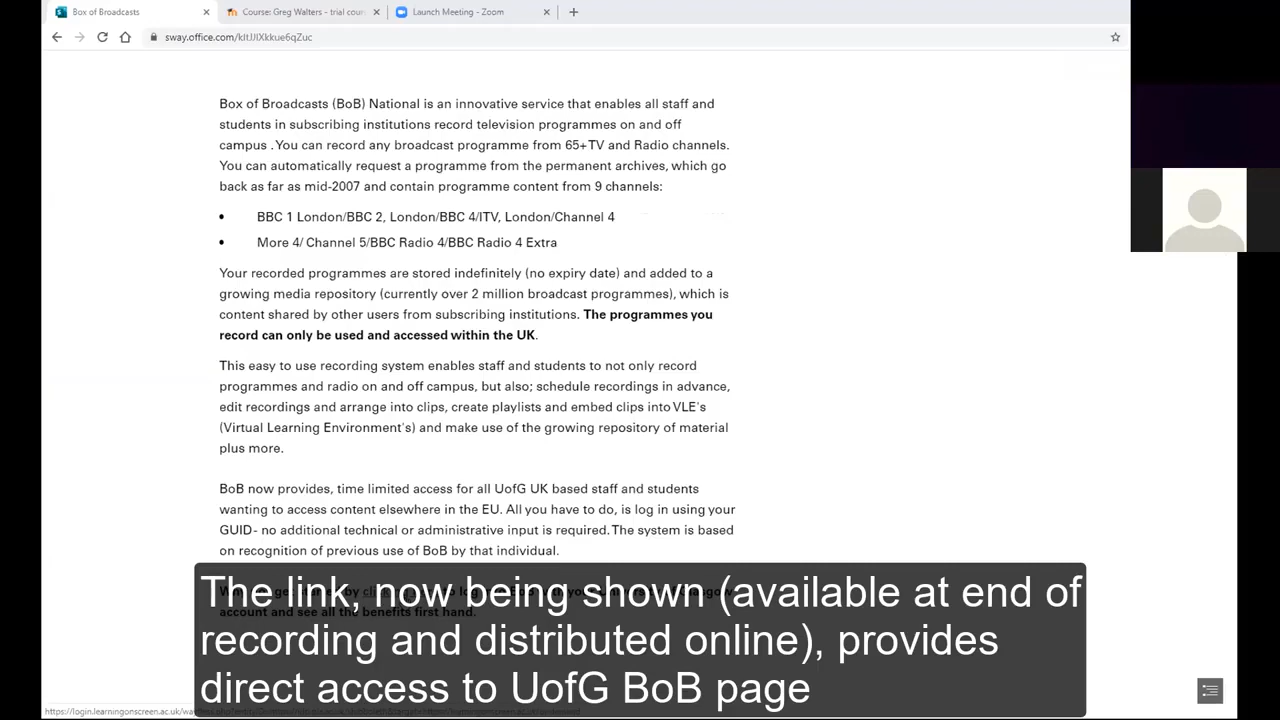 Box of Broadcasts
Course: Greg Walters - trial cour
Launch Meeting - Zoom
sway.office.com/kItJJIXkkue6qZuc
Box of Broadcasts (BoB) National is an innovative service that enables all staff and
students in subscribing institutions record television programmes on and off
campus . You can record any broadcast programme from 65+ TV and Radio channels.
You can automatically request a programme from the permanent archives, which go
back as far as mid-2007 and contain programme content from 9 channels:
• BBC 1 London/BBC 2, London/BBC 4/ITV, London/Channel 4
• More 4/ Channel 5/BBC Radio 4/BBC Radio 4 Extra
Your recorded programmes are stored indefinitely (no expiry date) and added to a
growing media repository (currently over 2 million broadcast programmes), which is
content shared by other users from subscribing institutions. The programmes you
record can only be used and accessed within the UK.
This easy to use recording system enables staff and students to not only record
programmes and radio on and off campus, but also; schedule recordings in advance,
edit recordings and arrange into clips, create playlists and embed clips into VLE's
(Virtual Learning Environment's) and make use of the growing repository of material
plus more.
BoB now provides, time limited access for all UofG UK based staff and students
wanting to access content elsewhere in the EU. All you have to do, is log in using your
GUID- no additional technical or administrative input is required. The system is based
on recognition of previous use of BoB by that individual.
account and see all the benefits first hand.
The link, now being shown (available at end of
recording and distributed online), provides
direct access to UofG BoB page